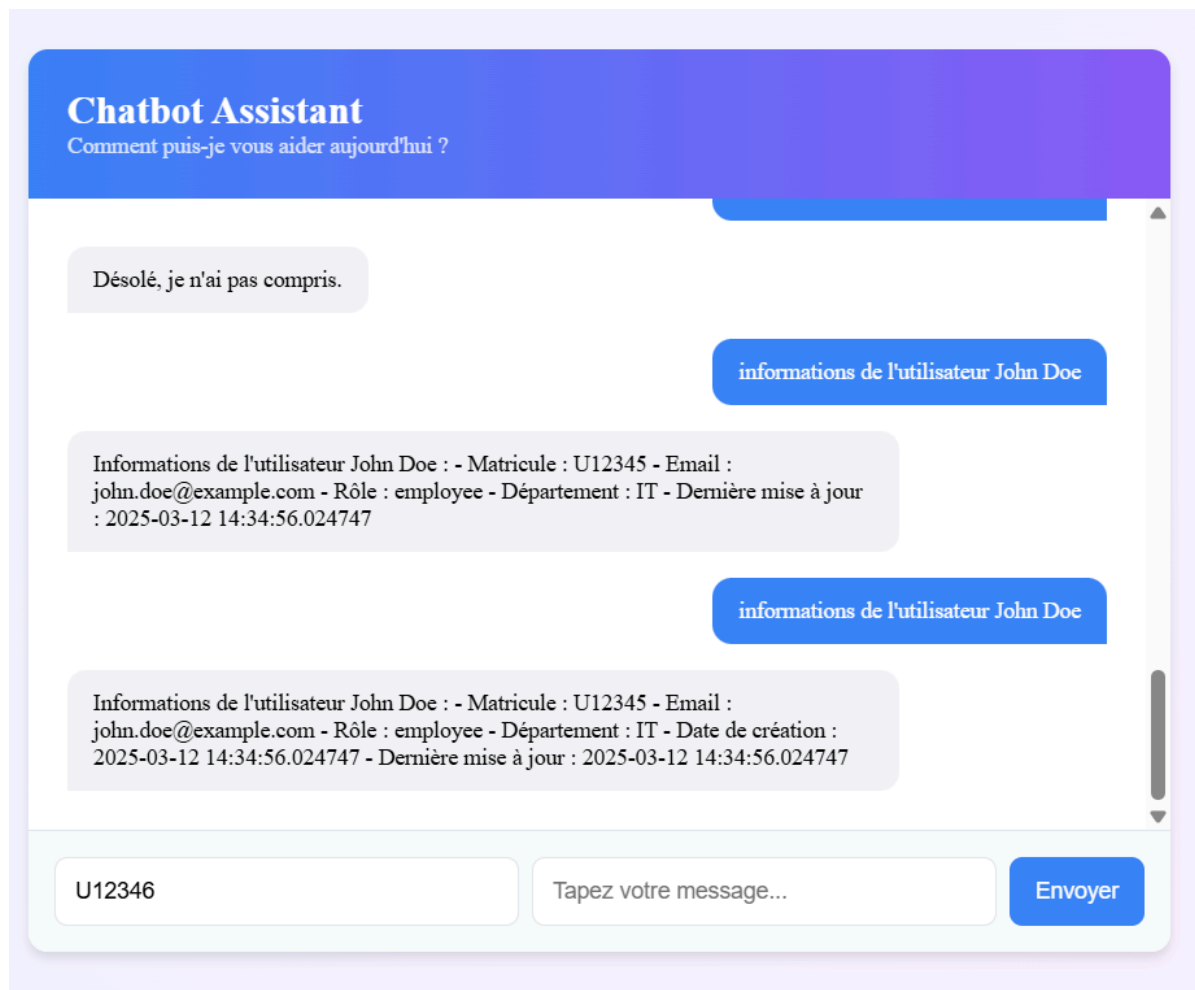 Chatbot Assistant
Comment puis-je vous aider aujourd'hui ?
Désolé, je n'ai pas compris.
informations de l'utilisateur John Doe
Informations de l'utilisateur John Doe : - Matricule : U12345 - Email :
john.doe@example.com - Rôle : employee - Département : IT - Dernière mise à jour
: 2025-03-12 14:34:56.024747
informations de l'utilisateur John Doe
Informations de l'utilisateur John Doe : - Matricule : U12345 - Email :
john.doe@example.com - Rôle : employee - Département : IT - Date de création :
2025-03-12 14:34:56.024747 - Dernière mise à jour : 2025-03-12 14:34:56.024747
U12346
Tapez votre message...
Envoyer